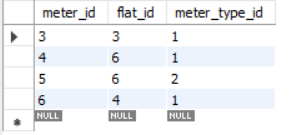 meter_id flat_id meter_type_id
3 3 1
4 6 1
5 6 2
6 4 1
NULL NULL NULL